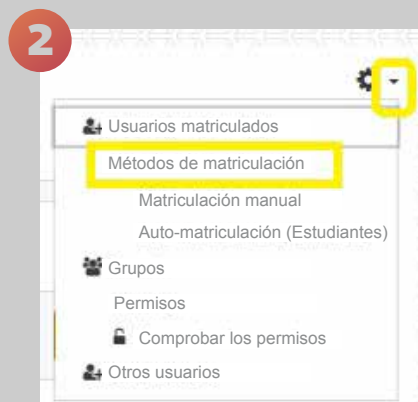 2
Usuarios matriculados
Métodos de matriculación
Matriculación manual
Auto-matriculación (Estudiantes)
Grupos
Permisos
Comprobar los permisos
Otros usuarios